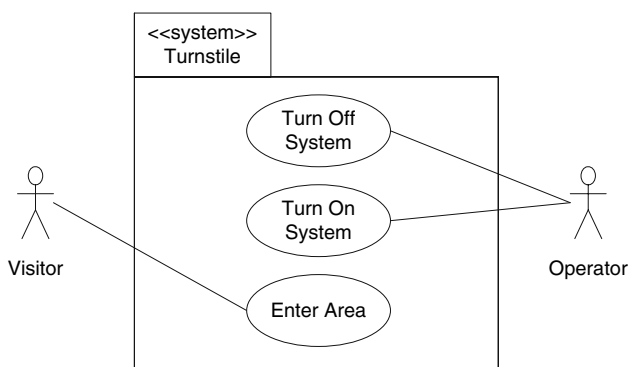 <<system>>
Turnstile
Turn Off
System
Turn On
System
Visitor
Operator
Enter Area